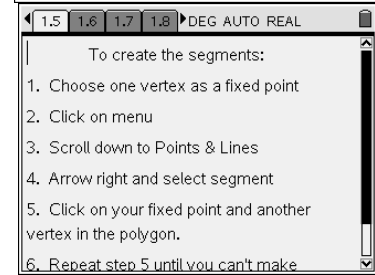 1.5 1.6 1.7 1.8 DEG AUTO REAL
To create the segments:
1. Choose one vertex as a fixed point
2. Click on menu
3. Scroll down to Points & Lines
4. Arrow right and select segment
5. Click on your fixed point and another
vertex in the polygon.
6. Repeat step 5 until you can't make